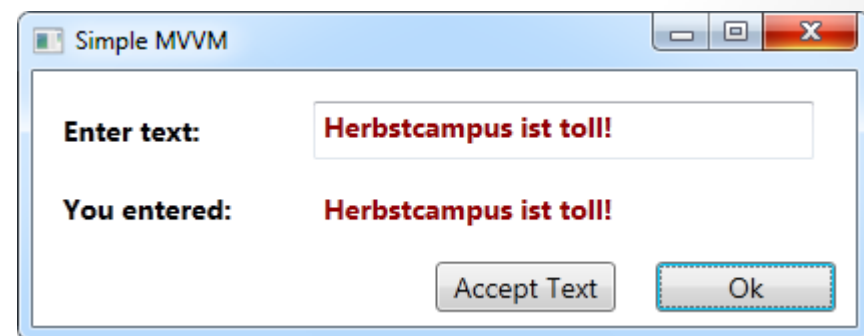 Simple MVVM
Enter text: Herbstcampus ist toll!
You entered: Herbstcampus ist toll!
Accept Text Ok